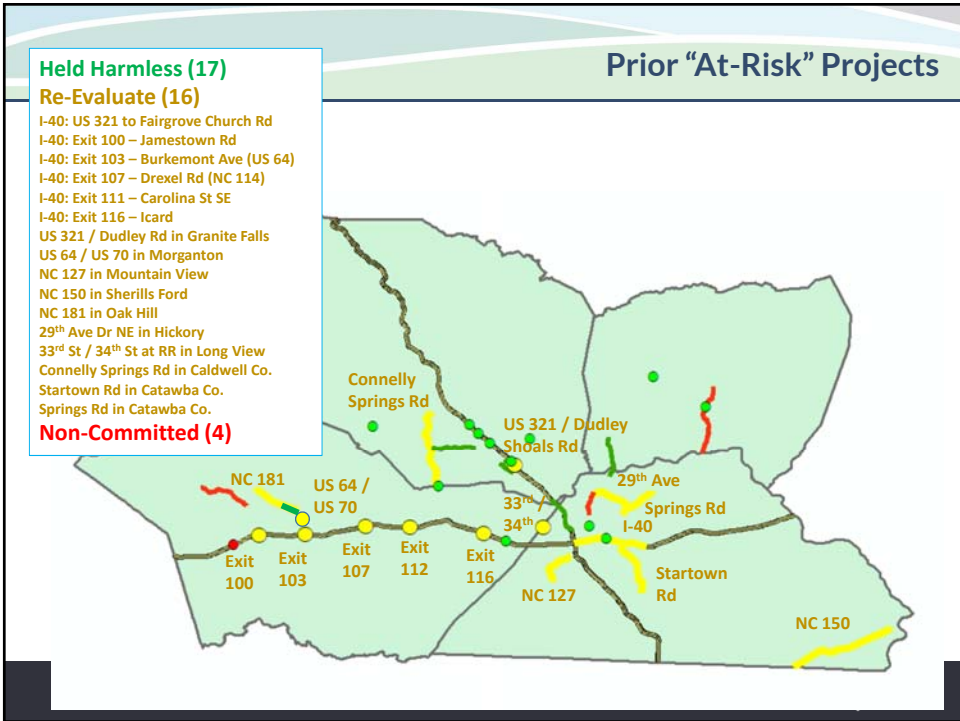 Prior “At-Risk” Projects
Held Harmless (17)
Re-Evaluate (16)
I-40: US 321 to Fairgrove Church Rd
I-40: Exit 100 – Jamestown Rd
I-40: Exit 103 – Burkemont Ave (US 64)
I-40: Exit 107 – Drexel Rd (NC 114)
I-40: Exit 111 – Carolina St SE
I-40: Exit 116 – Icard
US 321 / Dudley Rd in Granite Falls
US 64 / US 70 in Morganton
NC 127 in Mountain View
NC 150 in Sherills Ford
NC 181 in Oak Hill
29th Ave Dr NE in Hickory
33rd St / 34th St at RR in Long View
Connelly Springs Rd in Caldwell Co.
Startown Rd in Catawba Co.
Springs Rd in Catawba Co.
Non-Committed (4)
Connelly
Springs Rd
US 321 / Dudley
Shoals Rd
NC 181
US 64 /
US 70
33rd /
34th
29th Ave
Springs Rd
I-40
Exit
100
Exit
103
Exit
107
Exit
112
Exit
116
NC 127
Startown
Rd
NC 150